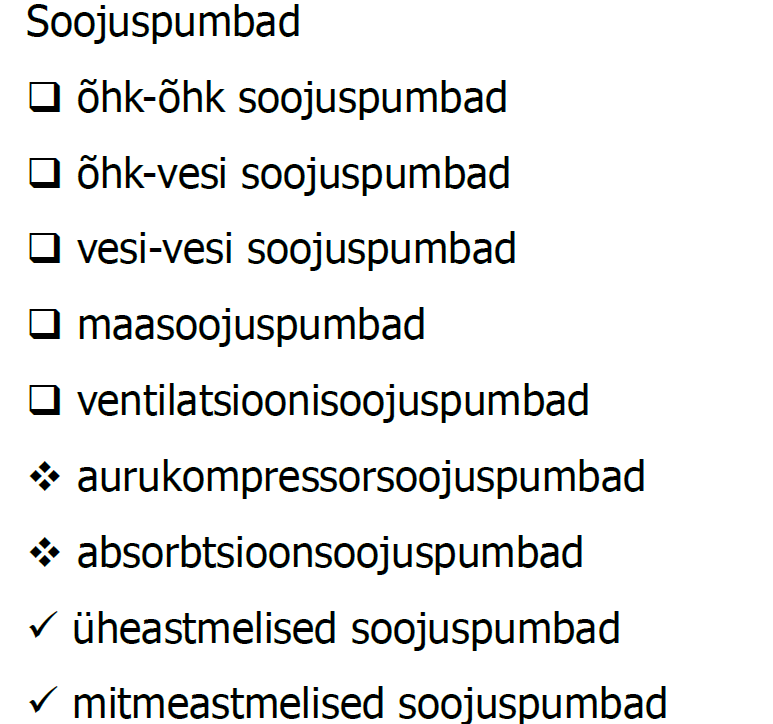 Soojuspumbad
❑ õhk-õhk soojuspumbad
❑ õhk-vesi soojuspumbad
❑ vesi-vesi soojuspumbad
❑ maasoojuspumbad
❑ ventilatsioonisoojuspumbad
❖ aurukompressorsoojuspumbad
❖ absorbtsioonsoojuspumbad
✓ üheastmelised soojuspumbad
✓ mitmeastmelised soojuspumbad